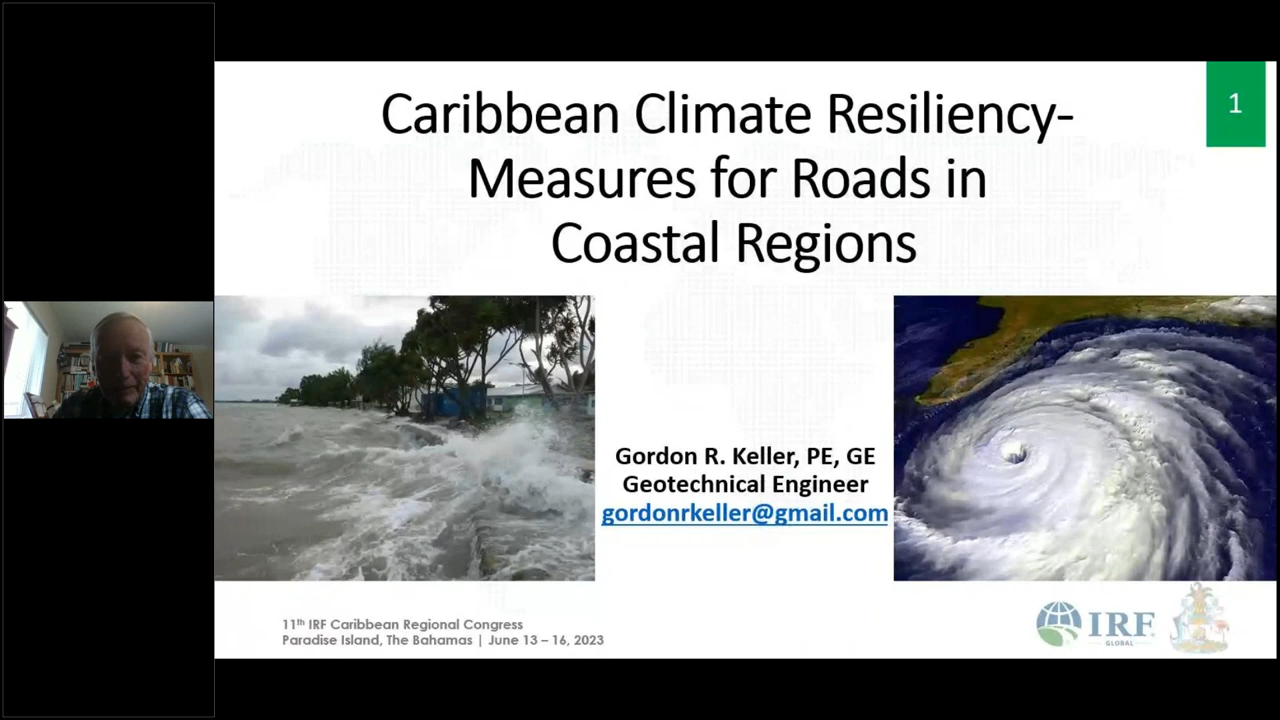 Caribbean Climate Resiliency-
Measures for Roads in
Coastal Regions
1
Gordon R. Keller, PE, GE
Geotechnical Engineer
gordonrkeller@gmail.com
11th IRF Caribbean Regional Congress
Paradise Island, The Bahamas | June 13 – 16, 2023
IRF
GLOBAL